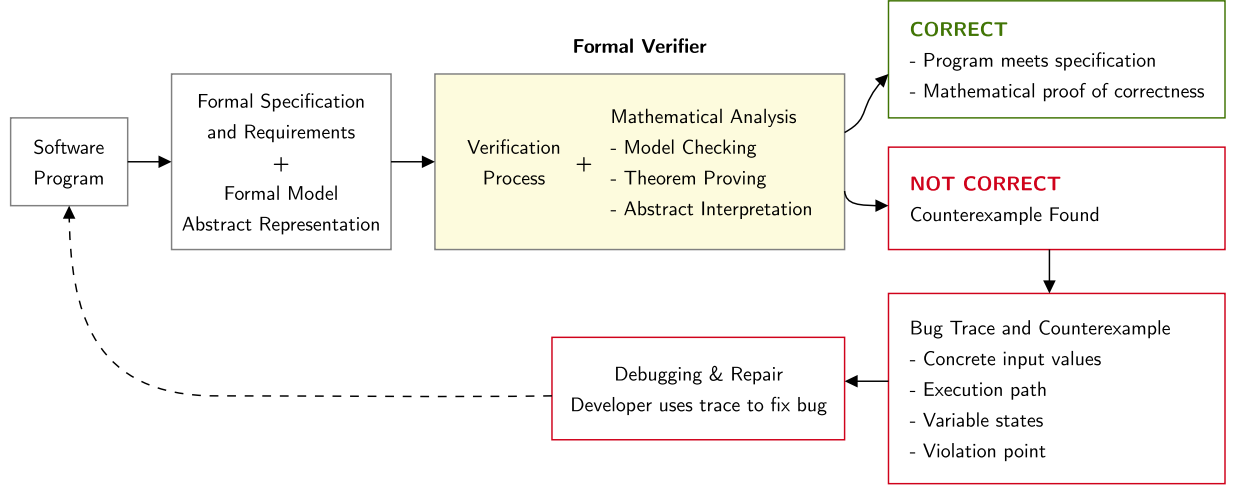 Formal Verifier
Software
Program
Formal Specification
and Requirements
+
Formal Model
Abstract Representation
Verification
Process
+
Mathematical Analysis
- Model Checking
- Theorem Proving
- Abstract Interpretation
CORRECT
- Program meets specification
- Mathematical proof of correctness
NOT CORRECT
Counterexample Found
Bug Trace and Counterexample
- Concrete input values
- Execution path
- Variable states
- Violation point
Debugging & Repair
Developer uses trace to fix bug